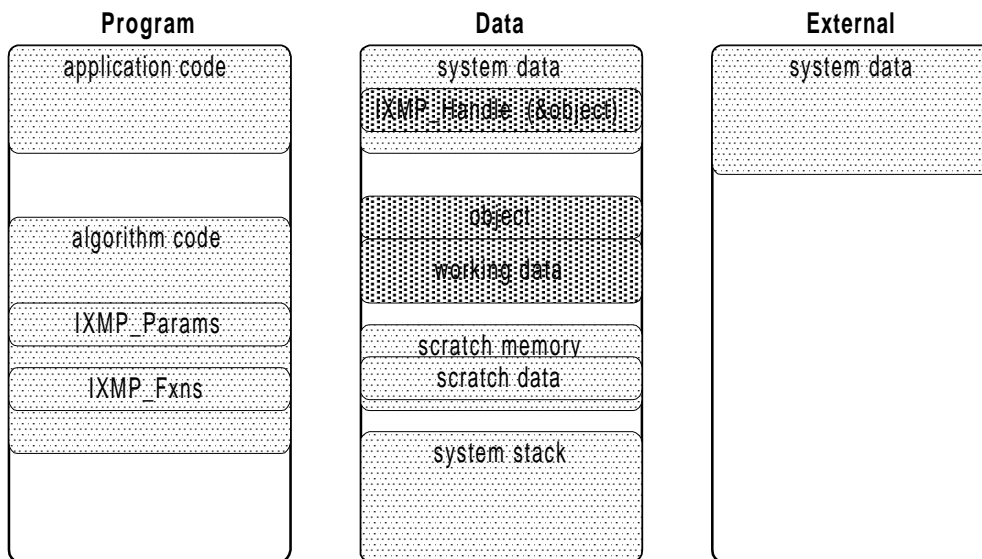 Program
application code
algorithm code
IXMP_Params
IXMP_Fxns
Data
system data
IXMP_Handle (&object)
object
working data
scratch memory
scratch data
system stack
External
system data